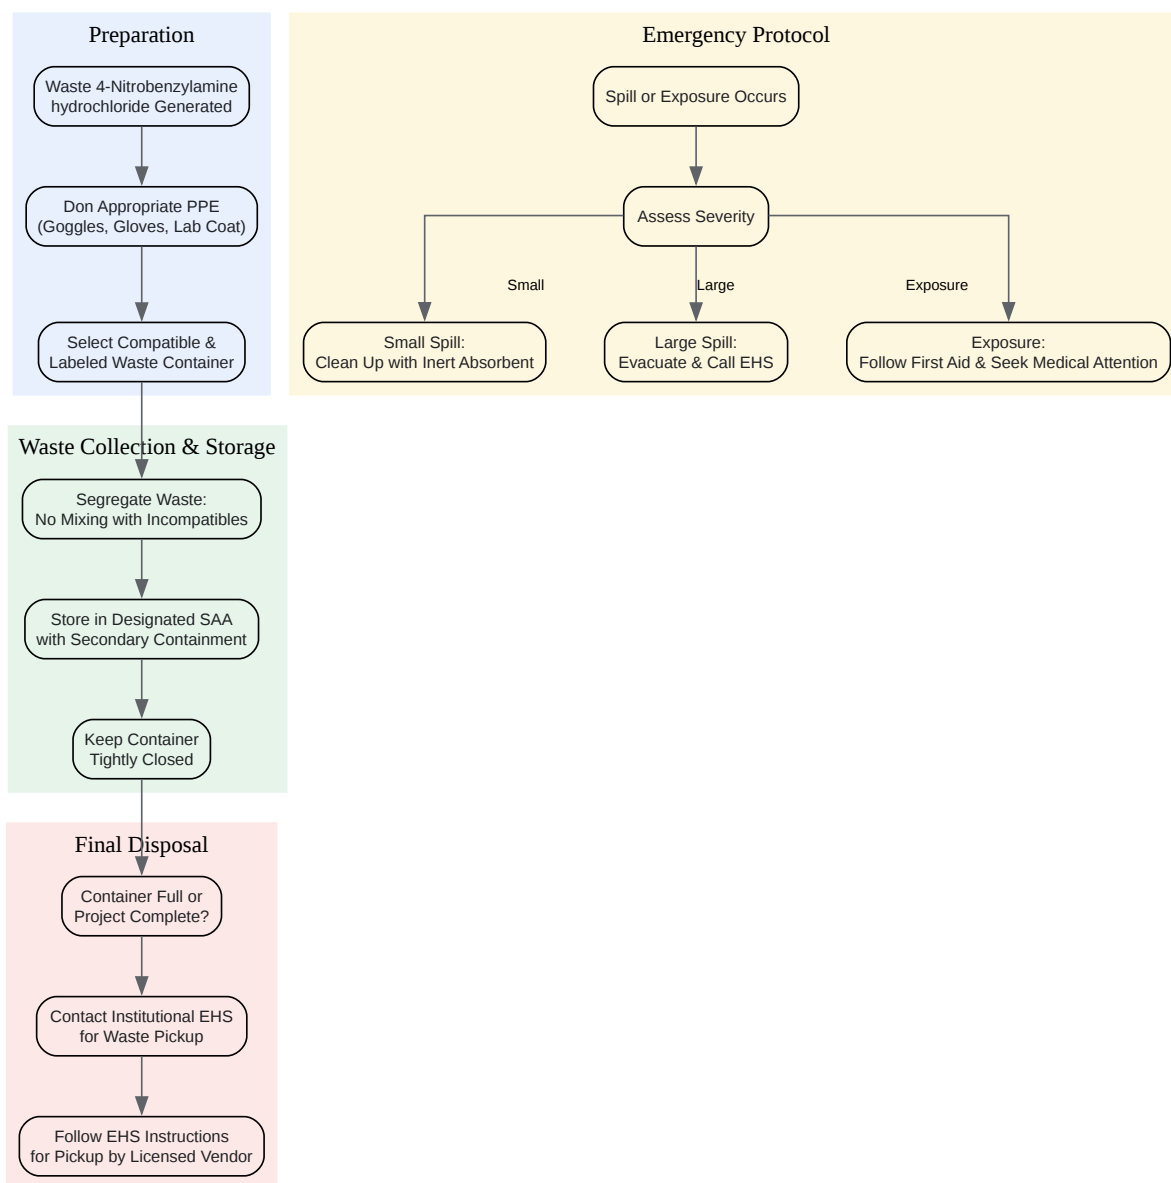 Preparation
Waste 4-Nitrobenzylamine
hydrochloride Generated
Don Appropriate PPE
(Goggles, Gloves, Lab Coat)
Select Compatible &
Labeled Waste Container
Emergency Protocol
Spill or Exposure Occurs
Assess Severity
Small
Large
Exposure
Small Spill:
Clean Up with Inert Absorbent
Large Spill:
Evacuate & Call EHS
Exposure:
Follow First Aid & Seek Medical Attention
Waste Collection & Storage
Segregate Waste:
No Mixing with Incompatibles
Store in Designated SAA
with Secondary Containment
Keep Container
Tightly Closed
Final Disposal
Container Full or
Project Complete?
Contact Institutional EHS
for Waste Pickup
Follow EHS Instructions
for Pickup by Licensed Vendor